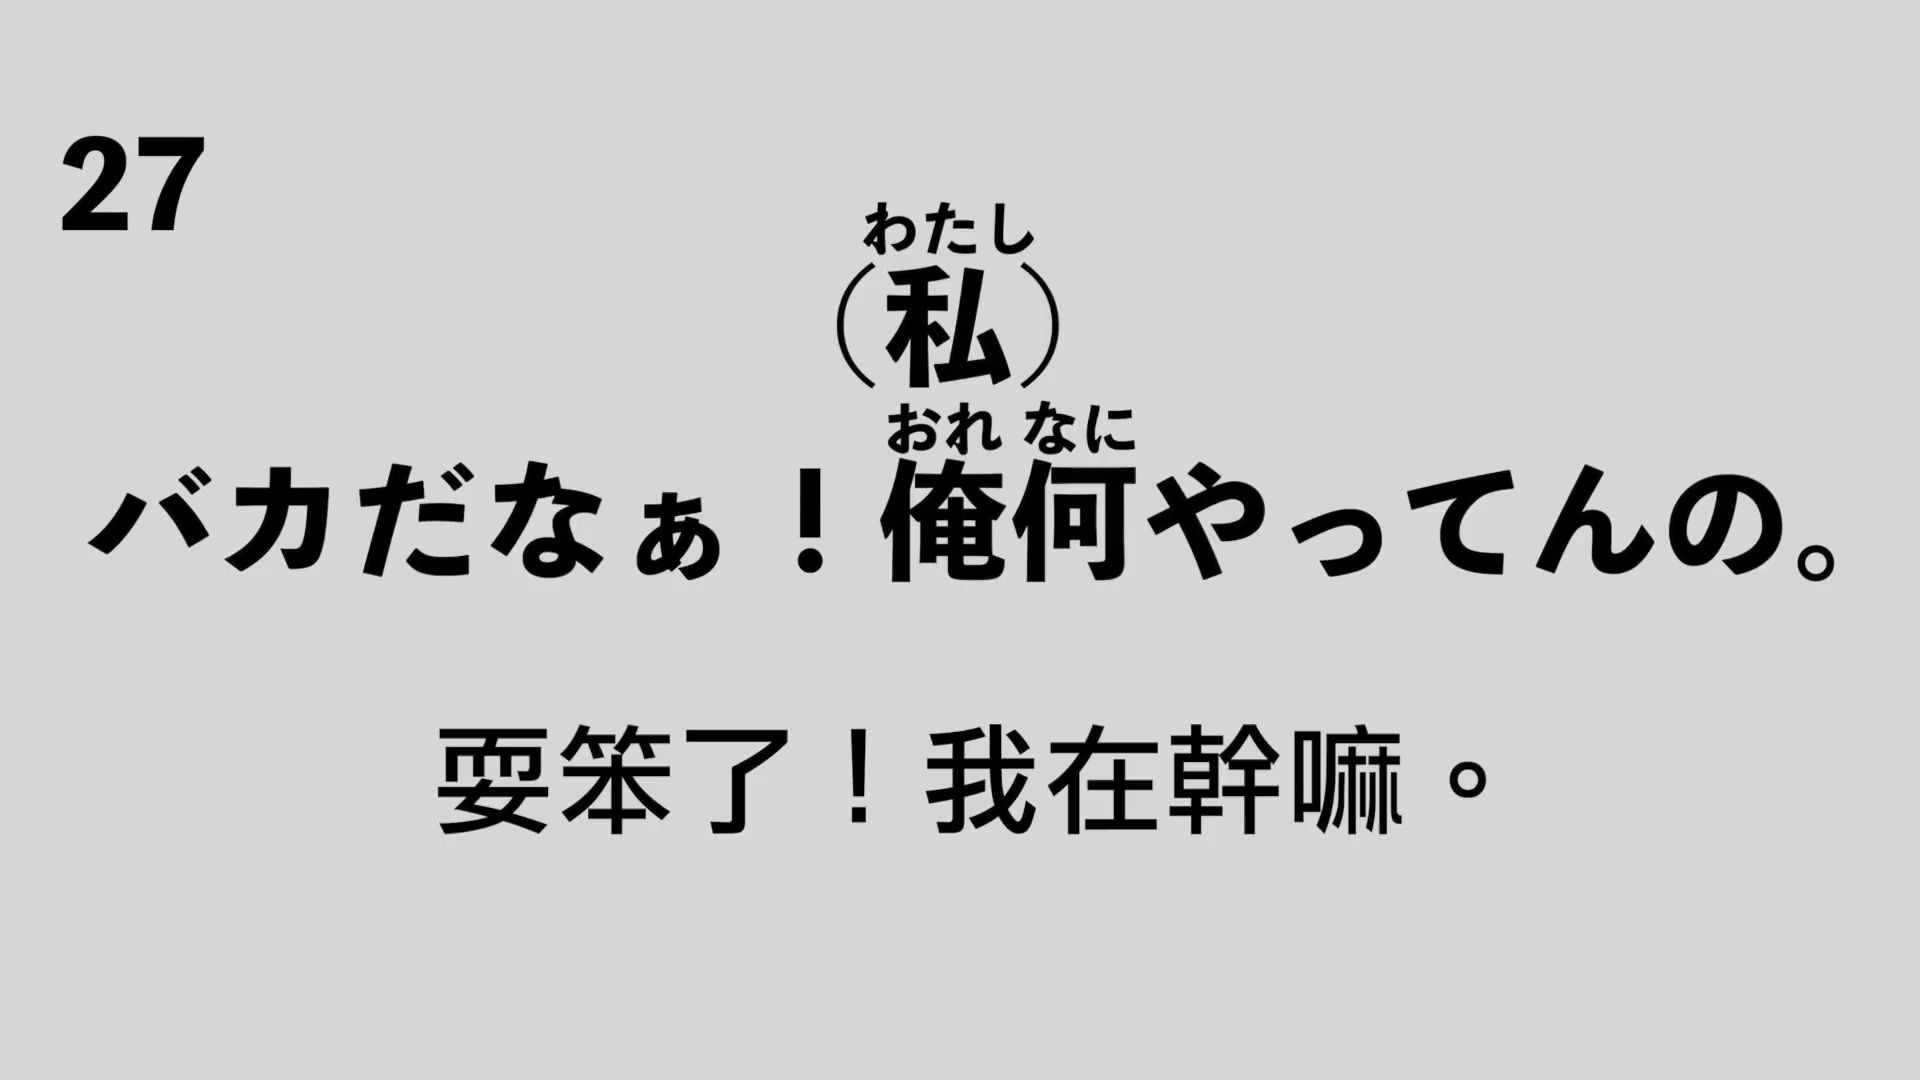 27
わたし
（私）
おれ なに
バカだなぁ！俺何やってんの。
耍笨了！我在幹嘛。